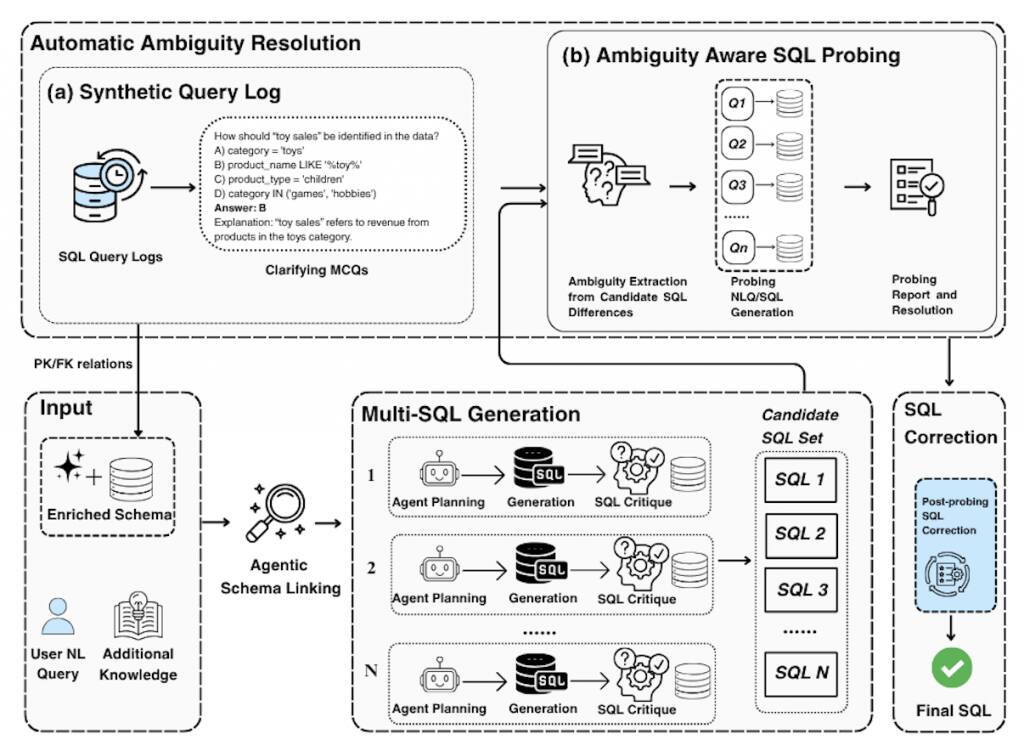 Automatic Ambiguity Resolution
(a) Synthetic Query Log
SQL Query Logs
How should “toy sales” be identified in the data?
A) category = 'toys'
B) product_name LIKE '%toy%'
C) product_type = 'children'
D) category IN ('games', 'hobbies')
Answer: B
Explanation: “toy sales” refers to revenue from
products in the toys category.
Clarifying MCQs
(b) Ambiguity Aware SQL Probing
Ambiguity Extraction
from Candidate SQL
Differences
Q1
Q2
Q3
......
Qn
Probing
NLQ/SQL
Generation
Probing
Report and
Resolution
PK/FK relations
Input
+
Enriched Schema
User NL
Query
Additional
Knowledge
Agentic
Schema Linking
Multi-SQL Generation
1
Agent Planning
SQL
Generation
?
SQL Critique
2
Agent Planning
SQL
Generation
?
SQL Critique
......
N
Agent Planning
SQL
Generation
?
SQL Critique
Candidate
SQL Set
SQL 1
SQL 2
SQL 3
......
SQL N
SQL
Correction
Post-probing
SQL
Correction
Final SQL